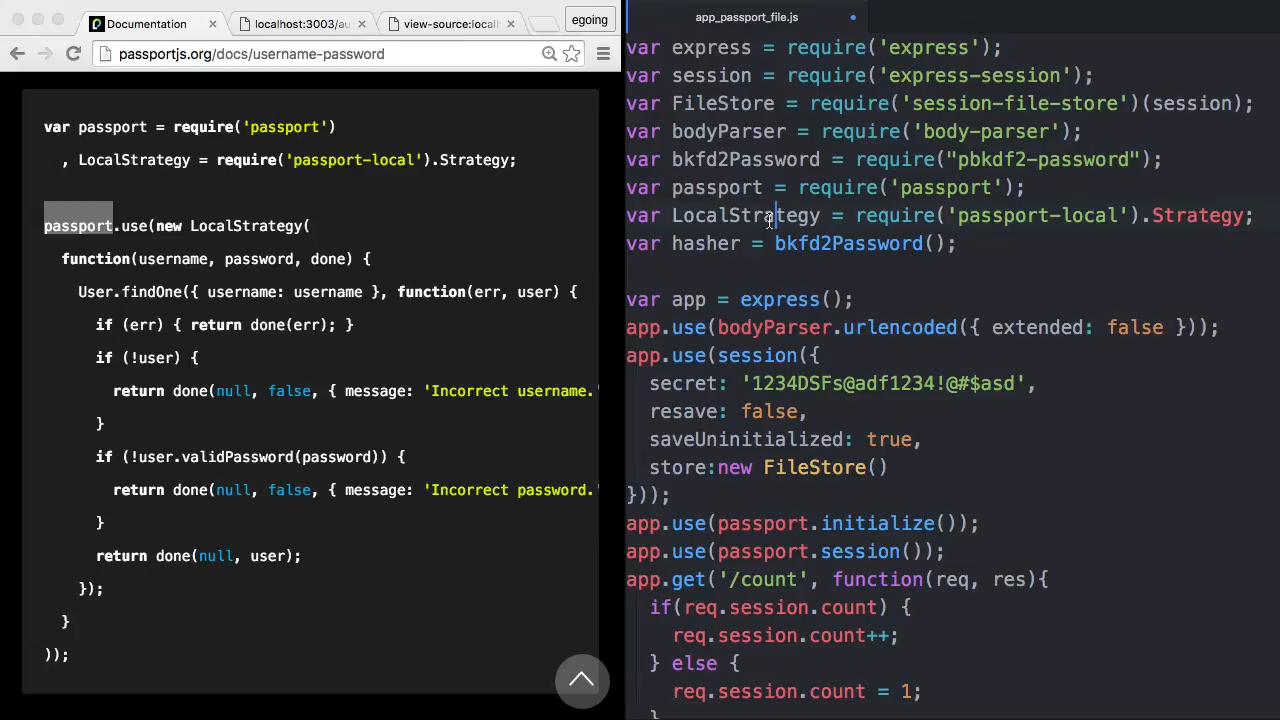 Documentation
localhost:3003/au
view-source:local
egoing
passportjs.org/docs/username-password
var passport = require('passport')
, LocalStrategy = require('passport-local').Strategy;
passport.use(new LocalStrategy(
function(username, password, done) {
User.findOne({ username: username }, function(err, user) {
if (err) { return done(err); }
if (!user) {
return done(null, false, { message: 'Incorrect username.'
}
if (!user.validPassword(password)) {
return done(null, false, { message: 'Incorrect password.'
}
return done(null, user);
});
}
));
app_passport_file.js
var express = require('express');
var session = require('express-session');
var FileStore = require('session-file-store')(session);
var bodyParser = require('body-parser');
var bkfd2Password = require("pbkdf2-password");
var passport = require('passport');
var LocalStrategy = require('passport-local').Strategy;
var hasher = bkfd2Password();
var app = express();
app.use(bodyParser.urlencoded({ extended: false }));
app.use(session({
secret: '1234DSFs@adf1234!@#$asd',
resave: false,
saveUninitialized: true,
store:new FileStore()
}));
app.use(passport.initialize());
app.use(passport.session());
app.get('/count', function(req, res){
if(req.session.count) {
req.session.count++;
} else {
req.session.count = 1;
}